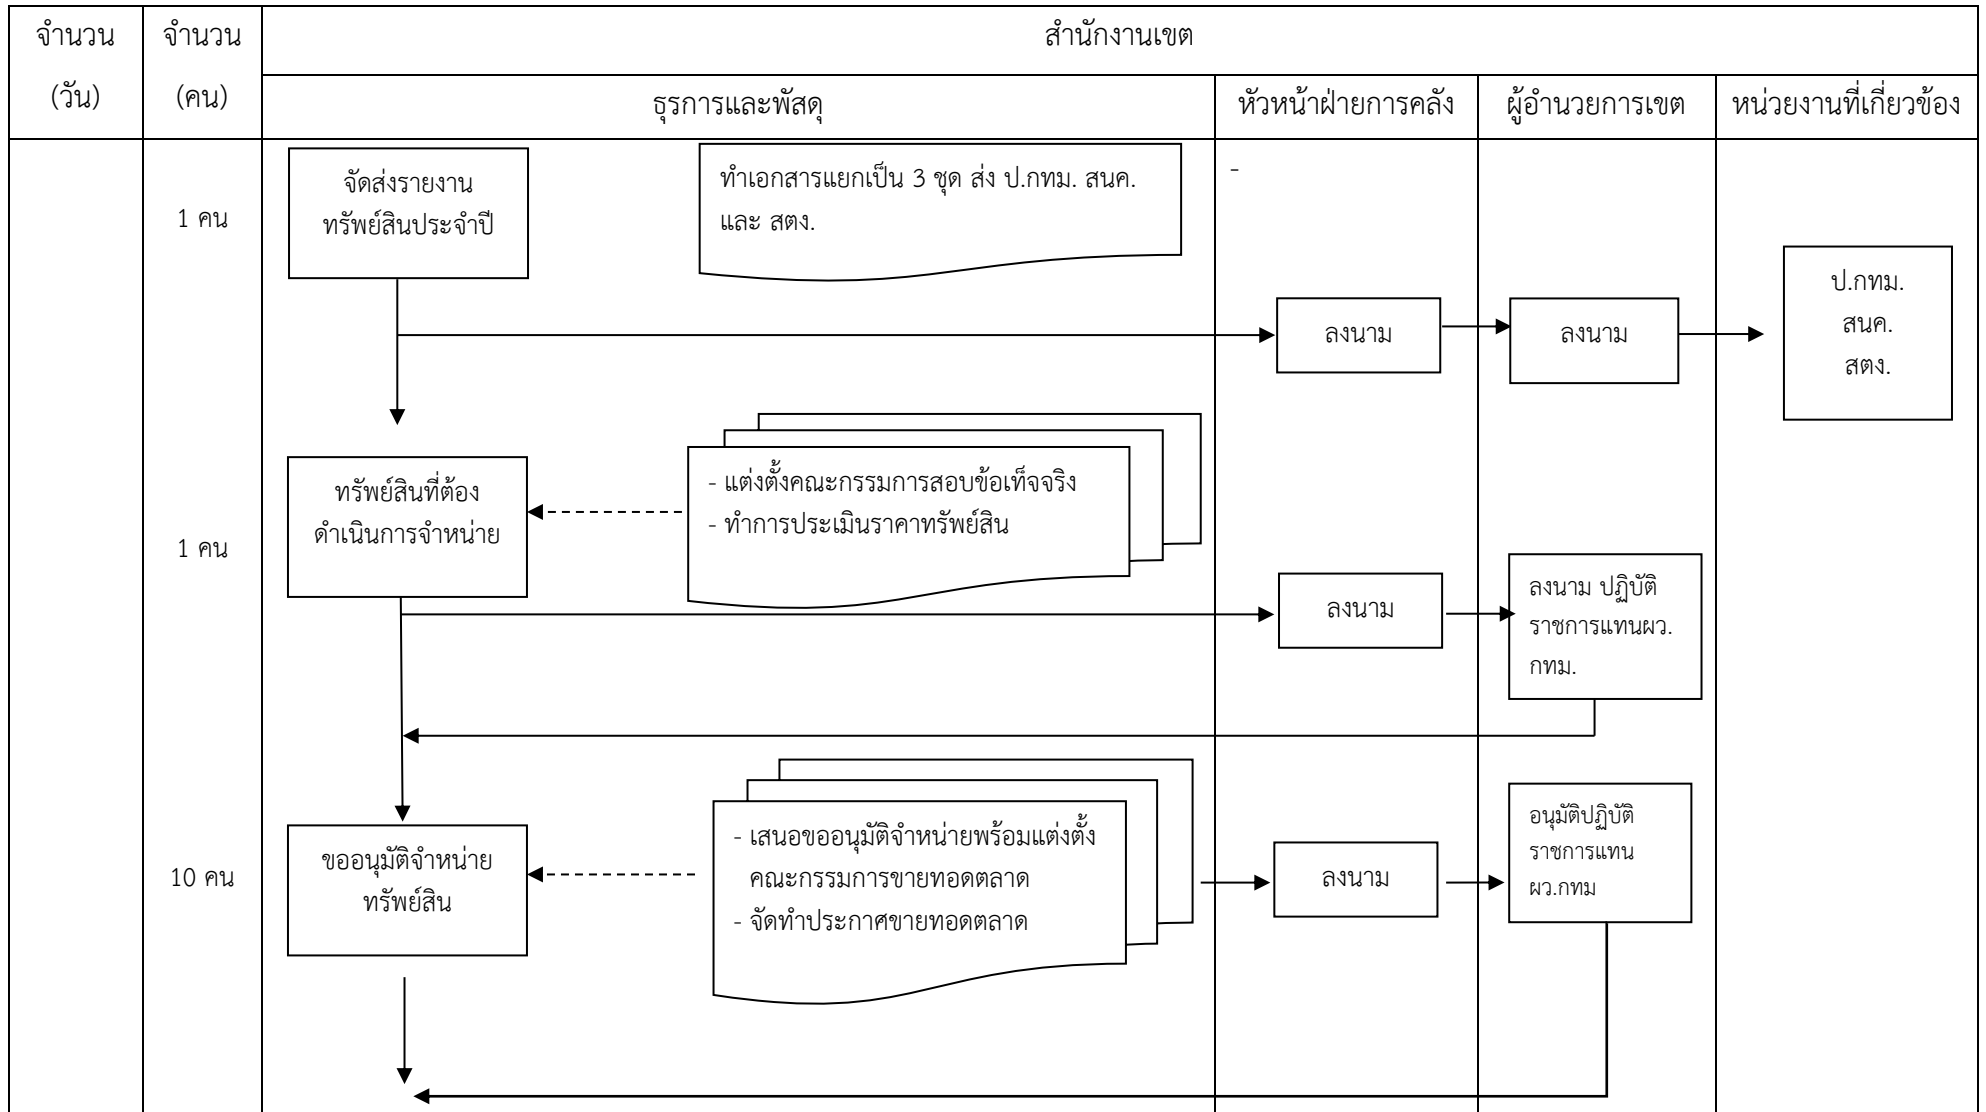 จำนวน
(วัน)
จำนวน
(คน)
สำนักงานเขต
ธุรการและพัสดุ
หัวหน้าฝ่ายการคลัง
ผู้อำนวยการเขต
หน่วยงานที่เกี่ยวข้อง
1 คน
จัดส่งรายงาน
ทรัพย์สินประจำปี
ทำเอกสารแยกเป็น 3 ชุด ส่ง ป.กทม. สนค.
และ สตง.
-
ลงนาม
ลงนาม
ป.กทม.
สนค.
สตง.
1 คน
ทรัพย์สินที่ต้อง
ดำเนินการจำหน่าย
- แต่งตั้งคณะกรรมการสอบข้อเท็จจริง
- ทำการประเมินราคาทรัพย์สิน
ลงนาม
ลงนาม ปฏิบัติ
ราชการแทนผว.
กทม.
10 คน
ขออนุมัติจำหน่าย
ทรัพย์สิน
- เสนอขออนุมัติจำหน่ายพร้อมแต่งตั้ง
คณะกรรมการขายทอดตลาด
- จัดทำประกาศขายทอดตลาด
ลงนาม
อนุมัติปฏิบัติ
ราชการแทน
ผว.กทม